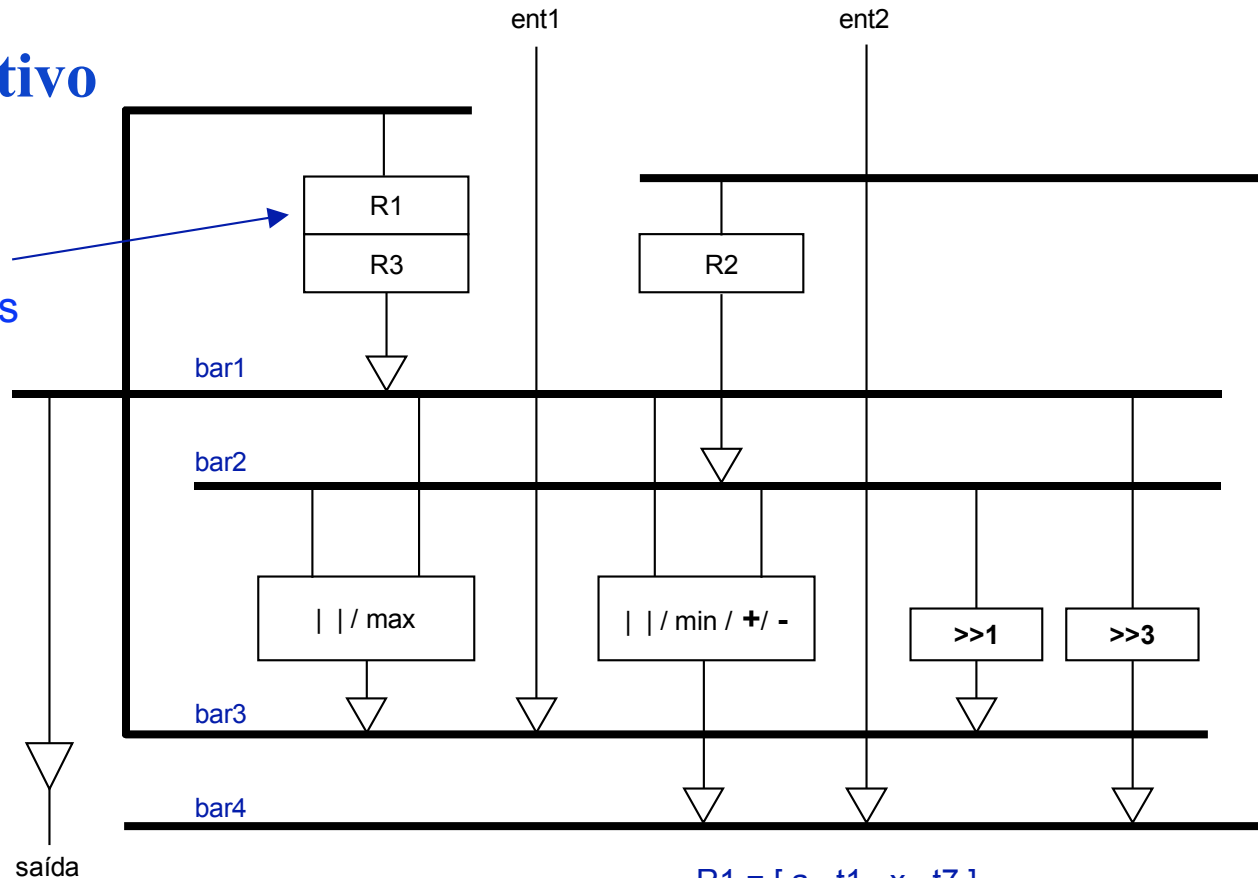 ent1
ent2
tivo
R1
R3
R2
s
bar1
bar2
| | / max
| | / min / +/ -
>>1
>>3
bar3
bar4
saída